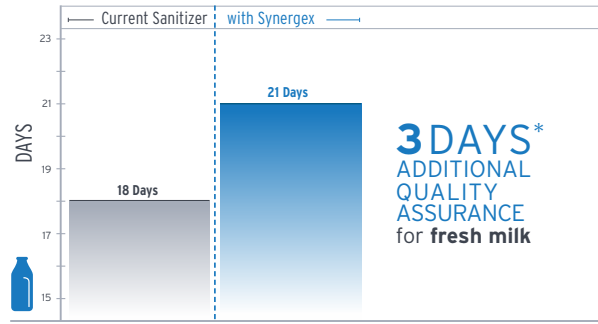 Current Sanitizer
with Synergex
23
21
19
17
15
DAYS
18 Days
21 Days
3 DAYS*
ADDITIONAL
QUALITY
ASSURANCE
for fresh milk